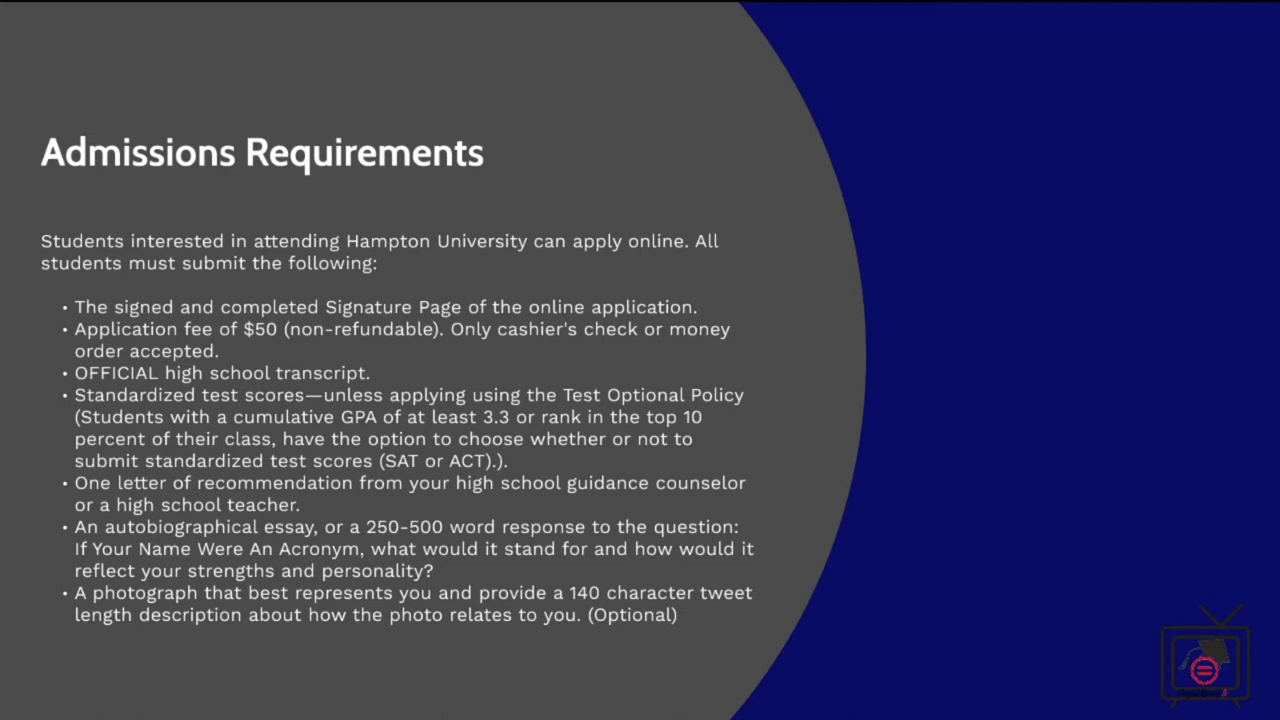 Admissions Requirements
Students interested in attending Hampton University can apply online. All
students must submit the following:
• The signed and completed Signature Page of the online application.
• Application fee of $50 (non-refundable). Only cashier's check or money
order accepted.
• OFFICIAL high school transcript.
• Standardized test scores—unless applying using the Test Optional Policy
(Students with a cumulative GPA of at least 3.3 or rank in the top 10
percent of their class, have the option to choose whether or not to
submit standardized test scores (SAT or ACT).).
• One letter of recommendation from your high school guidance counselor
or a high school teacher.
• An autobiographical essay, or a 250-500 word response to the question:
If Your Name Were An Acronym, what would it stand for and how would it
reflect your strengths and personality?
• A photograph that best represents you and provide a 140 character tweet
length description about how the photo relates to you. (Optional)